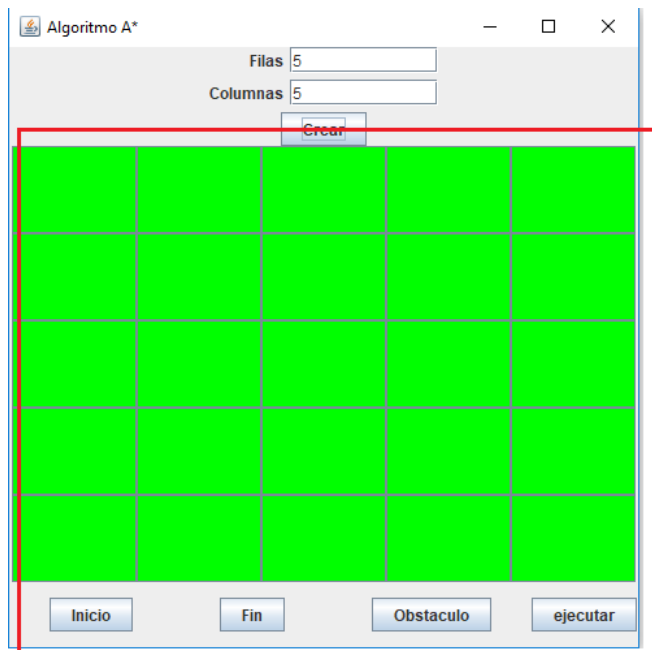 Algoritmo A*
Filas 5
Columnas 5
Crear
Inicio Fin Obstaculo ejecutar